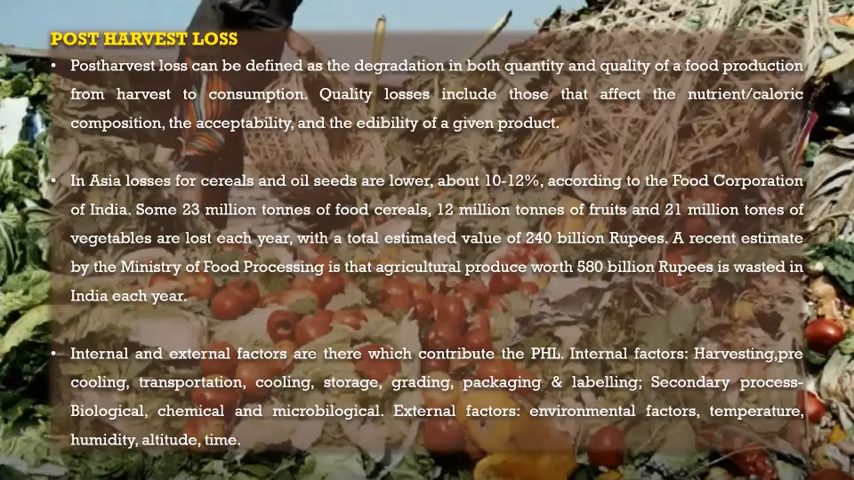 POST HARVEST LOSS
• Postharvest loss can be defined as the degradation in both quantity and quality of a food production
from harvest to consumption. Quality losses include those that affect the nutrient/caloric
composition, the acceptability, and the edibility of a given product.
• In Asia losses for cereals and oil seeds are lower, about 10-12%, according to the Food Corporation
of India. Some 23 million tonnes of food cereals, 12 million tonnes of fruits and 21 million tones of
vegetables are lost each year, with a total estimated value of 240 billion Rupees. A recent estimate
by the Ministry of Food Processing is that agricultural produce worth 580 billion Rupees is wasted in
India each year.
• Internal and external factors are there which contribute the PHL. Internal factors: Harvesting,pre
cooling, transportation, cooling, storage, grading, packaging & labelling; Secondary process-
Biological, chemical and microbilogical. External factors: environmental factors, temperature,
humidity, altitude, time.